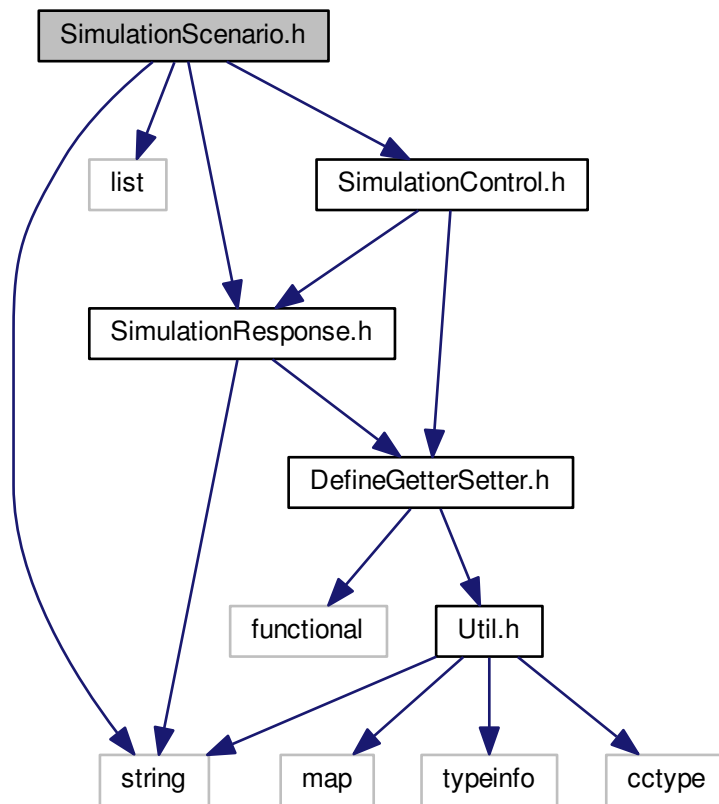 SimulationScenario.h
list
SimulationControl.h
SimulationResponse.h
DefineGetterSetter.h
functional
Util.h
string
map
typeinfo
cctype